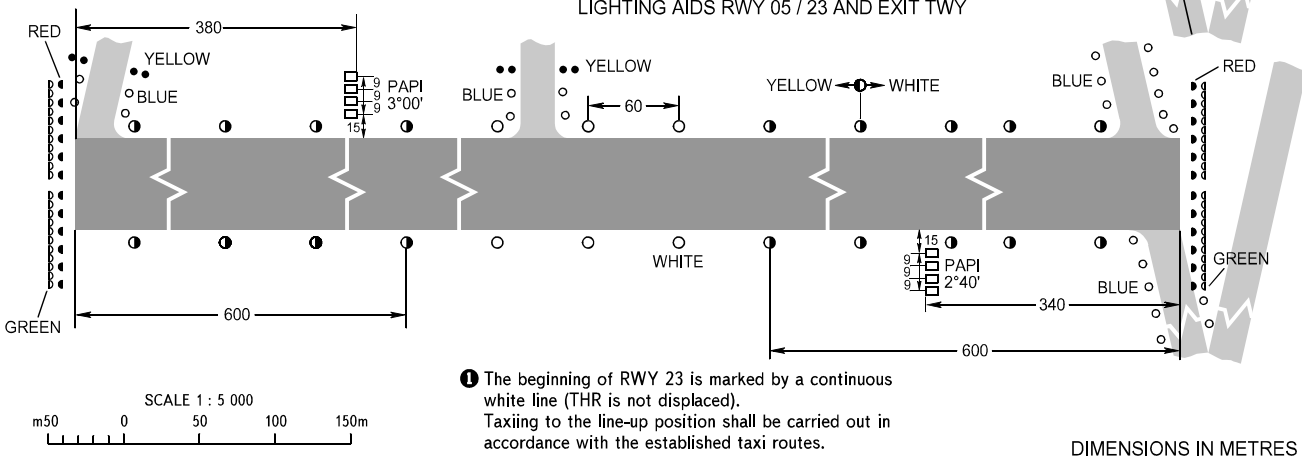 LIGHTING AIDS RWY 05 / 23 AND EXIT TWY
380
RED
YELLOW
BLUE
9
9
9
15
PAPI
3°00'
YELLOW
BLUE
60
YELLOW
WHITE
BLUE
RED
WHITE
15
9
9
9
PAPI
2°40'
BLUE
GREEN
340
600
GREEN
600
SCALE 1 : 5 000
m50 0 50 100 150m
❶ The beginning of RWY 23 is marked by a continuous
white line (THR is not displaced).
Taxiing to the line-up position shall be carried out in
accordance with the established taxi routes.
DIMENSIONS IN METRES